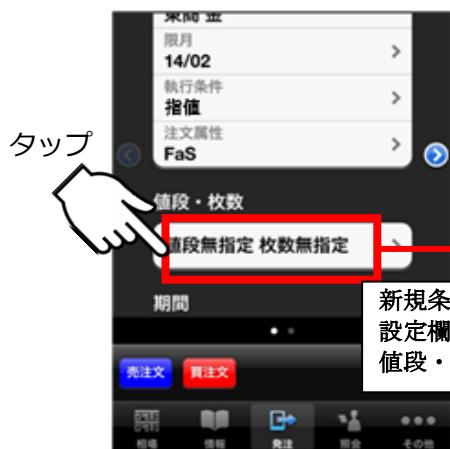 東商 金
限月
14/02
執行条件
指値
注文属性
FaS
タップ
値段・枚数
値段無指定 枚数無指定
期間
新規条
設定欄
値段・
売注文
買注文
相場
情報
発注
照会
その他